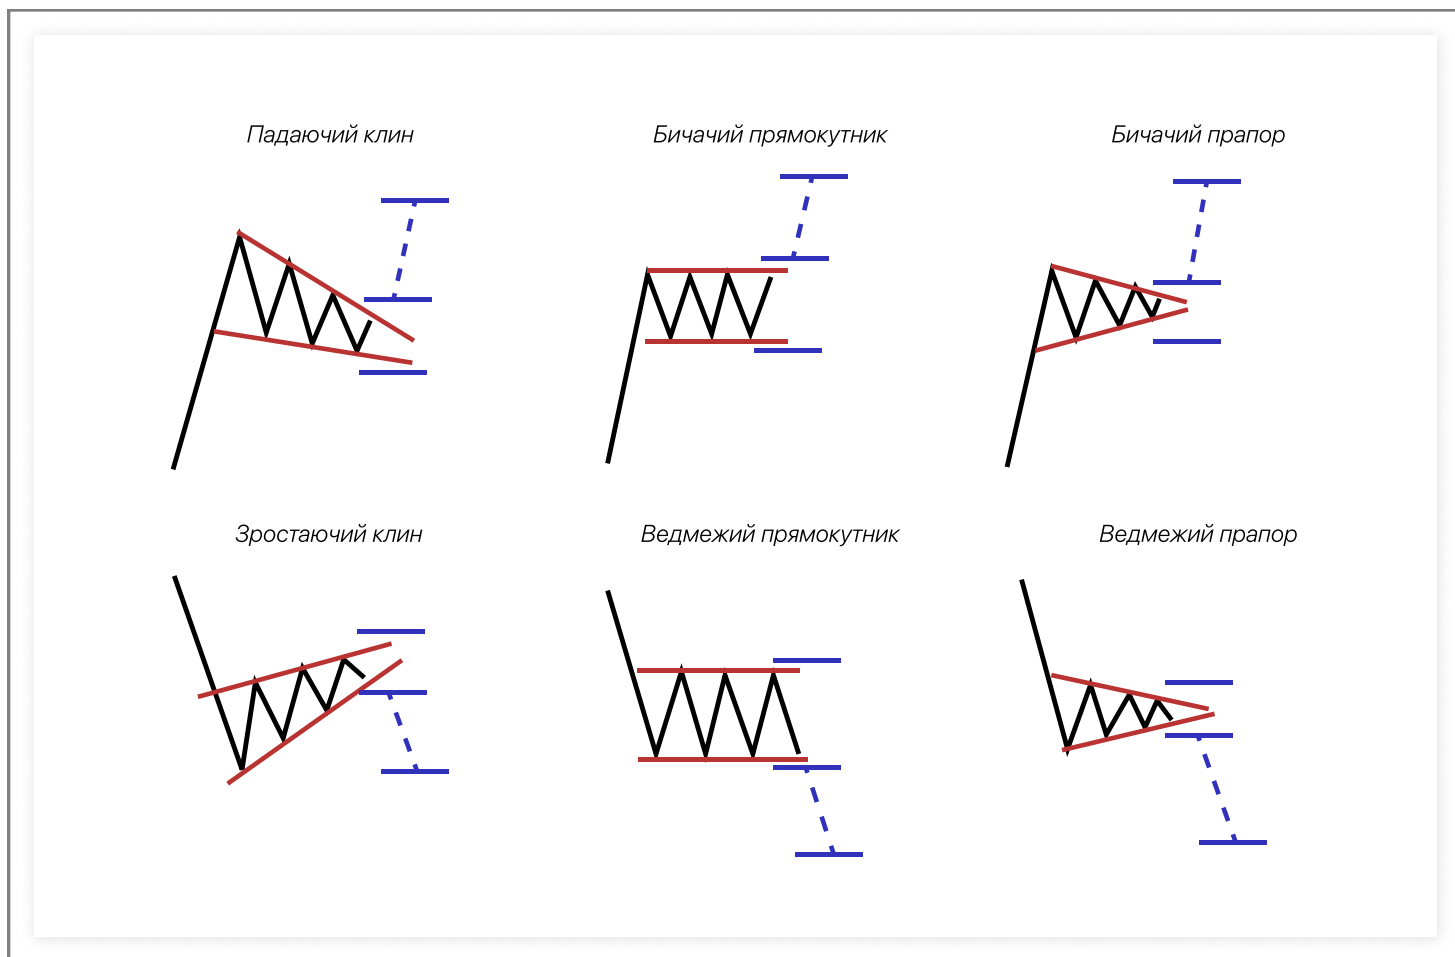 Падаючий клин
Бичачий прямокутник
Бичачий прапор
Зростаючий клин
Ведмежий прямокутник
Ведмежий прапор